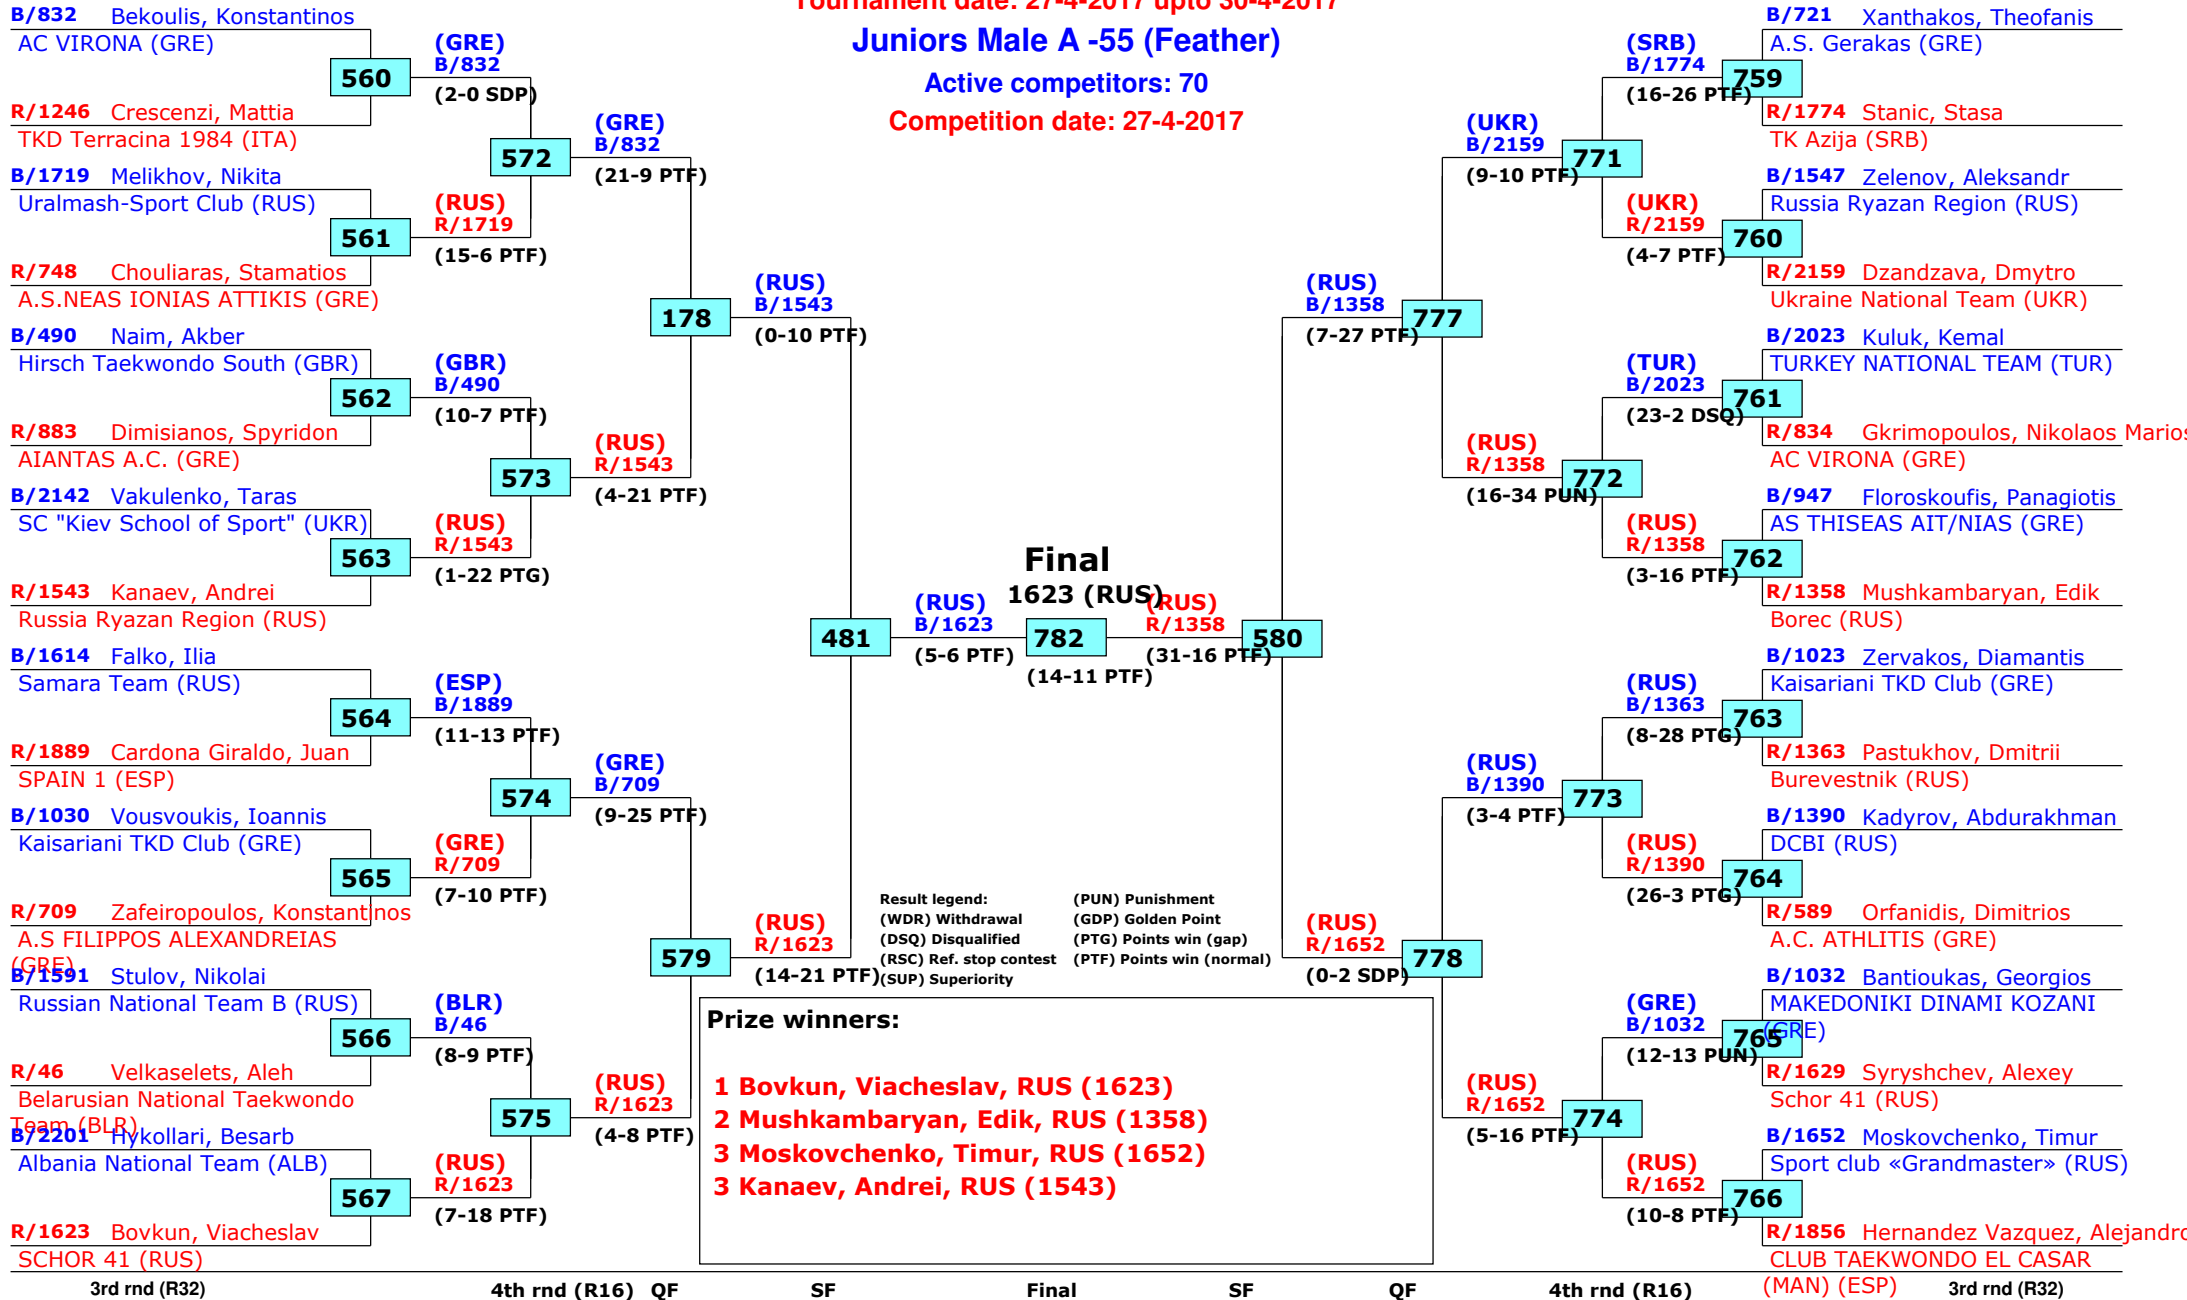 Tournament date: 27-4-2017 upto 30-4-2017
Juniors Male A -55 (Feather)
Active competitors: 70
Competition date: 27-4-2017
B/832 Bekoulis, Konstantinos
AC VIRONA (GRE)
560
R/1246 Crescenzi, Mattia
TKD Terracina 1984 (ITA)
B/1719 Melikhov, Nikita
Uralmash-Sport Club (RUS)
561
R/748 Chouliaras, Stamatios
A.S.NEAS IONIAS ATTIKIS (GRE)
B/490 Naim, Akber
Hirsch Taekwondo South (GBR)
562
R/883 Dimisianos, Spyridon
AIANTAS A.C. (GRE)
B/2142 Vakulenko, Taras
SC "Kiev School of Sport" (UKR)
563
R/1543 Kanaev, Andrei
Russia Ryazan Region (RUS)
B/1614 Falko, Ilia
Samara Team (RUS)
564
R/1889 Cardona Giraldo, Juan
SPAIN 1 (ESP)
B/1030 Vousvoukis, Ioannis
Kaisariani TKD Club (GRE)
565
R/709 Zafeiropoulos, Konstantinos
A.S FILIPPOS ALEXANDREIAS
(GRE)
B/1591 Stulov, Nikolai
Russian National Team B (RUS)
566
R/46 Velkaselets, Aleh
Belarusian National Taekwondo
Team (BLR)
B/2201 Hykollari, Besarb
Albania National Team (ALB)
567
R/1623 Bovkun, Viacheslav
SCHOR 41 (RUS)
(GRE)
B/832
(2-0 SDP)
572
(RUS)
R/1719
(15-6 PTF)
(GBR)
B/490
(10-7 PTF)
573
(RUS)
R/1543
(1-22 PTG)
(ESP)
B/1889
(11-13 PTF)
574
(GRE)
R/709
(7-10 PTF)
(BLR)
B/46
(8-9 PTF)
575
(RUS)
R/1623
(7-18 PTF)
(GRE)
B/832
(21-9 PTF)
178
(RUS)
R/1543
(4-21 PTF)
(GRE)
B/709
(9-25 PTF)
579
(RUS)
R/1623
(4-8 PTF)
(RUS)
B/1543
(0-10 PTF)
481
(RUS)
R/1623
(14-21 PTF)
(RUS)
B/1623
(5-6 PTF)
Final
1623 (RUS)
782
(14-11 PTF)
(RUS)
R/1358
(31-16 PTF)
580
(RUS)
B/1358
(7-27 PTF)
777
(RUS)
R/1652
(0-2 SDP)
778
(UKR)
B/2159
(9-10 PTF)
771
(RUS)
R/1358
(16-34 PUN)
772
(RUS)
B/1390
(3-4 PTF)
773
(RUS)
R/1652
(5-16 PTF)
774
(SRB)
B/1774
(16-26 PTF)
759
(UKR)
R/2159
(4-7 PTF)
760
(TUR)
B/2023
(23-2 DSQ)
761
(RUS)
R/1358
(3-16 PTF)
762
(RUS)
B/1363
(8-28 PTG)
763
(RUS)
R/1390
(26-3 PTG)
764
(GRE)
B/1032
(12-13 PUN)
765
(RUS)
R/1652
(10-8 PTF)
766
B/721 Xanthakos, Theofanis
A.S. Gerakas (GRE)
R/1774 Stanic, Stasa
TK Azija (SRB)
B/1547 Zelenov, Aleksandr
Russia Ryazan Region (RUS)
R/2159 Dzandzava, Dmytro
Ukraine National Team (UKR)
B/2023 Kuluk, Kemal
TURKEY NATIONAL TEAM (TUR)
R/834 Gkrimopoulos, Nikolaos Marios
AC VIRONA (GRE)
B/947 Floroskoufis, Panagiotis
AS THISEAS AIT/NIAS (GRE)
R/1358 Mushkambaryan, Edik
Borec (RUS)
B/1023 Zervakos, Diamantis
Kaisariani TKD Club (GRE)
R/1363 Pastukhov, Dmitrii
Burevestnik (RUS)
B/1390 Kadyrov, Abdurakhman
DCBI (RUS)
R/589 Orfanidis, Dimitrios
A.C. ATHLITIS (GRE)
B/1032 Bantioukas, Georgios
MAKEDONIKI DINAMI KOZANI
(GRE)
R/1629 Syryshchev, Alexey
Schor 41 (RUS)
B/1652 Moskovchenko, Timur
Sport club «Grandmaster» (RUS)
R/1856 Hernandez Vazquez, Alejandro
CLUB TAEKWONDO EL CASAR
(MAN) (ESP)
Result legend: (PUN) Punishment
(WDR) Withdrawal (GDP) Golden Point
(DSQ) Disqualified (PTG) Points win (gap)
(RSC) Ref. stop contest (PTF) Points win (normal)
(SUP) Superiority
Prize winners:
1 Bovkun, Viacheslav, RUS (1623)
2 Mushkambaryan, Edik, RUS (1358)
3 Moskovchenko, Timur, RUS (1652)
3 Kanaev, Andrei, RUS (1543)
3rd rnd (R32) 4th rnd (R16) QF SF Final SF QF 4th rnd (R16) 3rd rnd (R32)